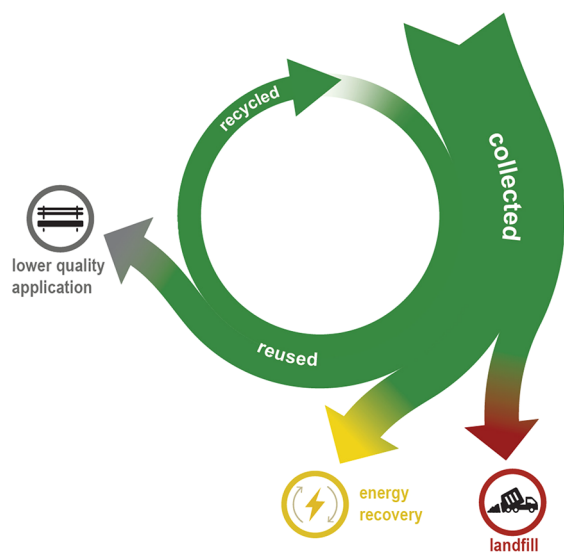 recycled
collected
lower quality
application
reused
energy
recovery
landfill